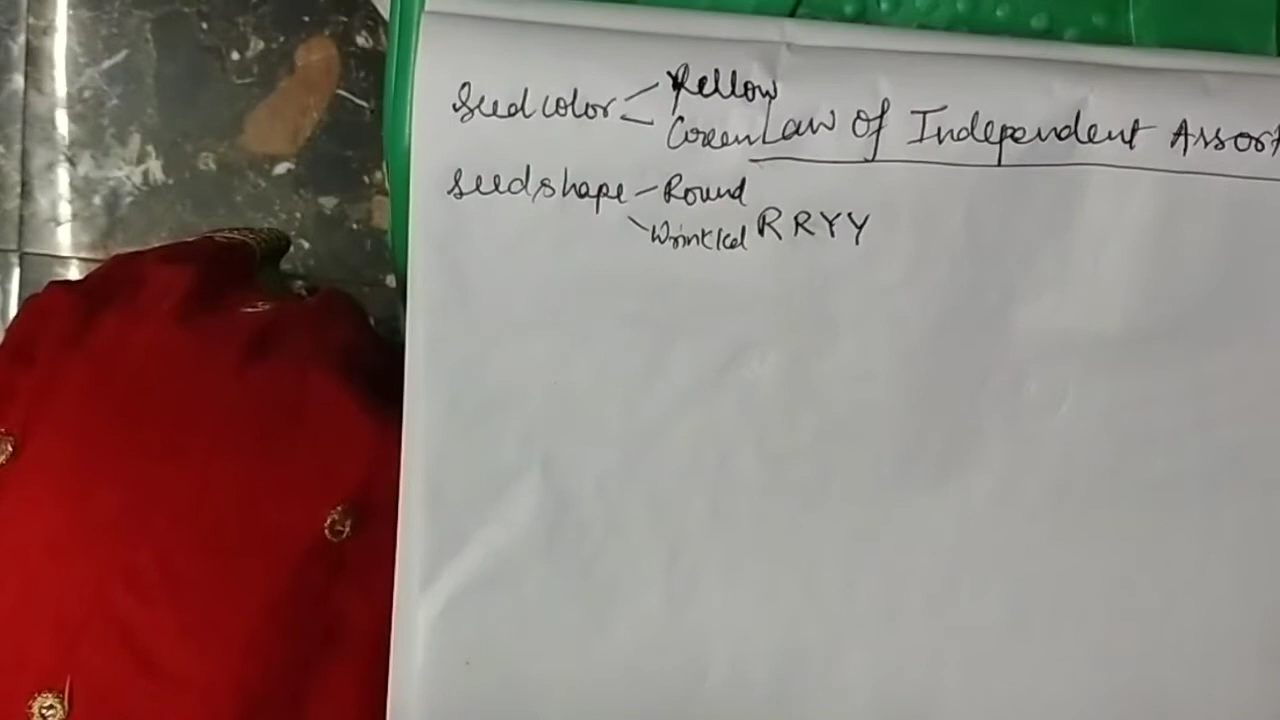 Seed color Yellow
Green Law of Independent Assort
Seed shape - Round
Wrinkled RRYY